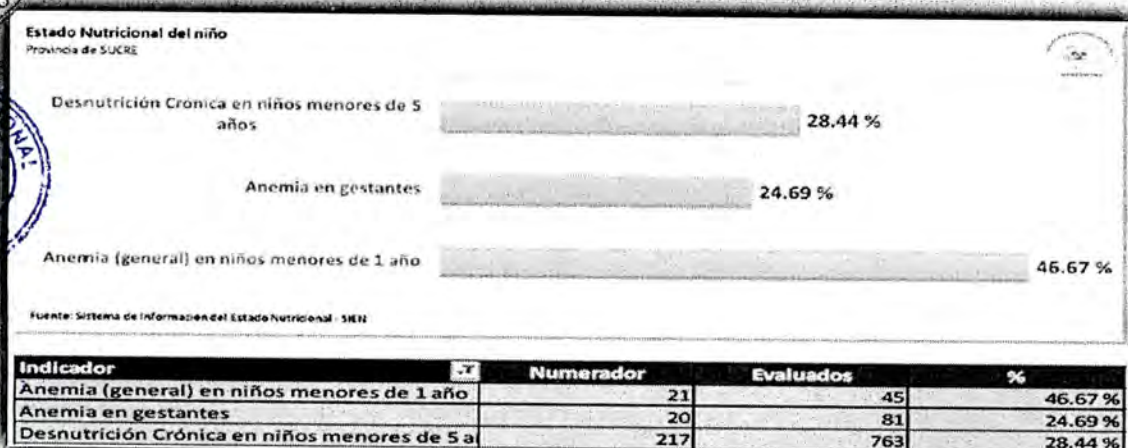 Estado Nutricional del niño
Provincia de SUCRE
Desnutrición Crónica en niños menores de 5
años
28.44 %
Anemia en gestantes
24.69 %
Anemia (general) en niños menores de 1 año
46.67 %
Fuente: Sistema de Informacion del Estado Nutricional - SIEN
Indicador Numerador Evaluados %
Anemia (general) en niños menores de 1 año 21 45 46.67 %
Anemia en gestantes 20 81 24.69 %
Desnutrición Crónica en niños menores de 5 a 217 763 28.44 %